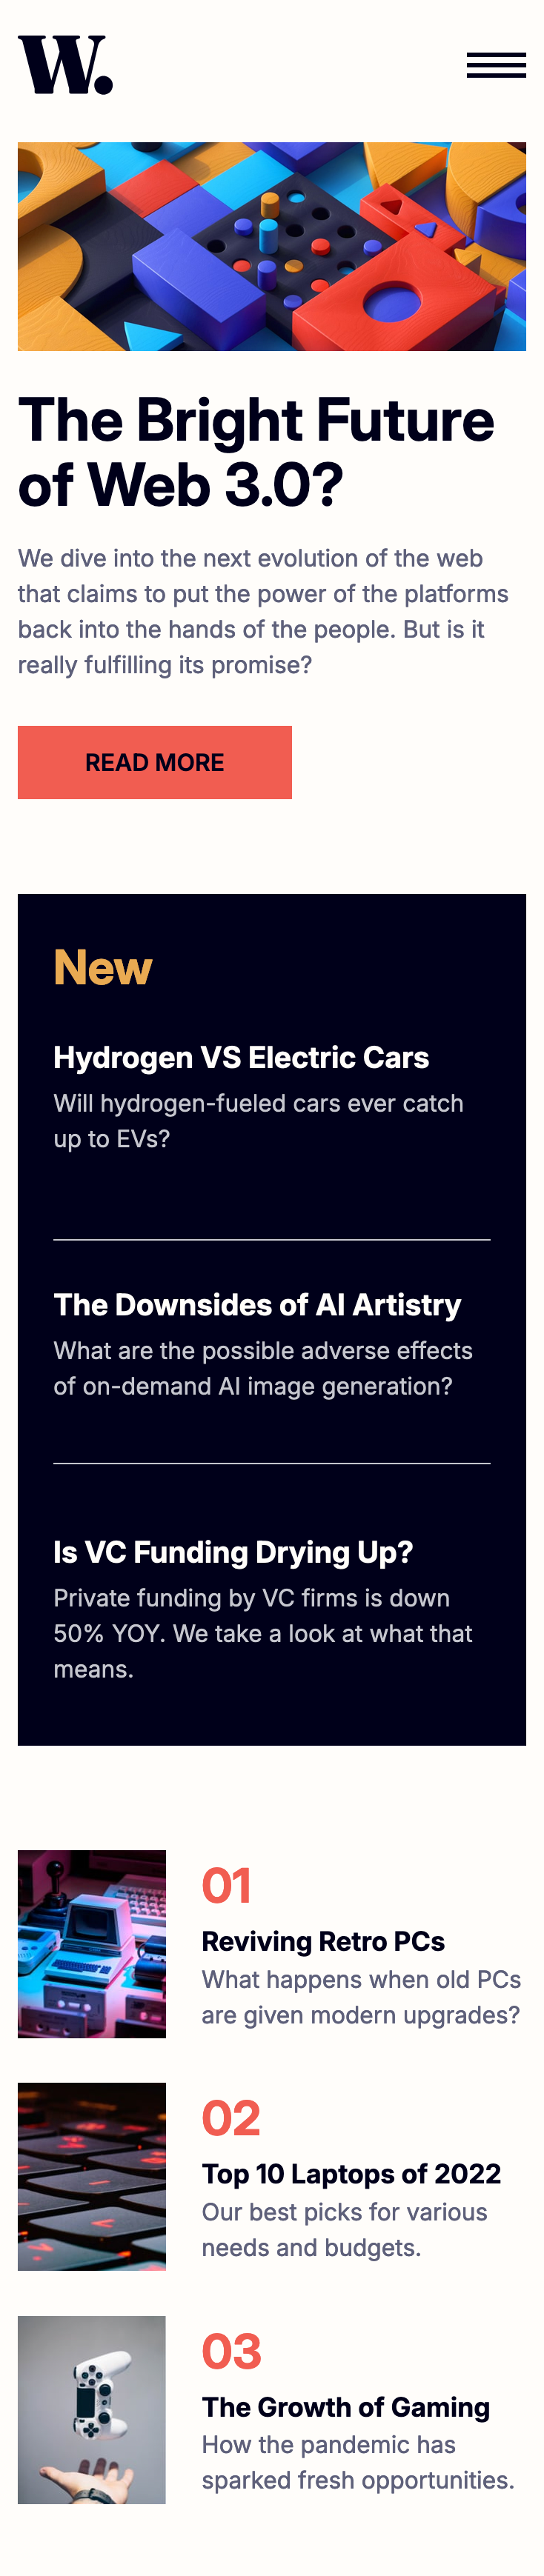 W.
The Bright Future
of Web 3.0?
We dive into the next evolution of the web
that claims to put the power of the platforms
back into the hands of the people. But is it
really fulfilling its promise?
READ MORE
New
Hydrogen VS Electric Cars
Will hydrogen-fueled cars ever catch
up to EVs?
The Downsides of AI Artistry
What are the possible adverse effects
of on-demand AI image generation?
Is VC Funding Drying Up?
Private funding by VC firms is down
50% YOY. We take a look at what that
means.
01
Reviving Retro PCs
What happens when old PCs
are given modern upgrades?
02
Top 10 Laptops of 2022
Our best picks for various
needs and budgets.
03
The Growth of Gaming
How the pandemic has
sparked fresh opportunities.